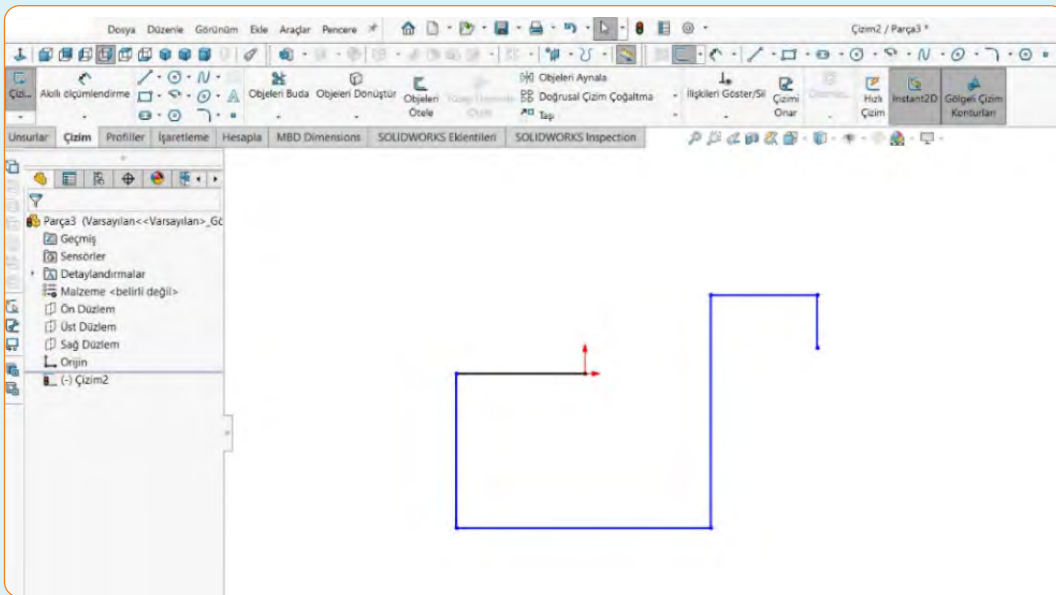 Dosya Düzenle Görünüm Ekle Araçlar Pencere
Çizim2 / Parça3 *
Çizi... Akıllı ölçümlendirme
Objeleri Buda Objeleri Dönüştür Objeleri Ötele
Objeleri Aynala
Doğrusal Çizim Çoğaltma
Taşı
İlişkileri Göster/Sil Çizimi Onar
Hızlı Çizim Instant2D Gölgeli Çizim Konturları
Unsurlar Çizim Profiller İşaretleme Hesapla MBD Dimensions SOLIDWORKS Eklentileri SOLIDWORKS Inspection
Parça3 (Varsayılan<<Varsayılan>_Gö
Geçmiş
Sensörler
Detaylandırmalar
Malzeme <belirli değil>
Ön Düzlem
Üst Düzlem
Sağ Düzlem
Orijin
(-) Çizim2